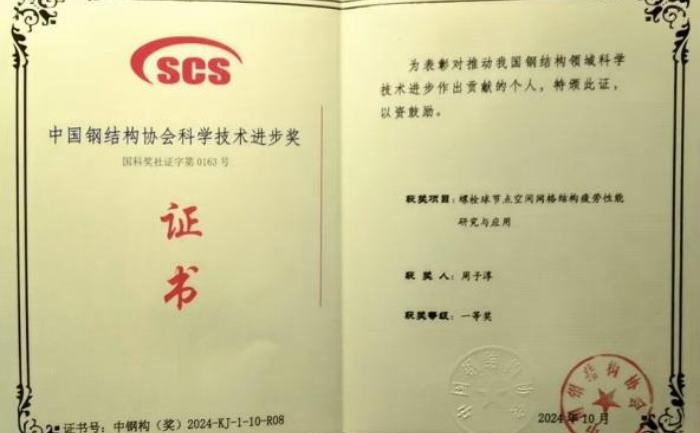 SCS
中国钢结构协会科学技术进步奖
国科奖社证字第0163号
证
书
证书号：中钢构（奖）2024-KJ-1-10-R08
为表彰对推动我国钢结构领域科学
技术进步作出贡献的个人，特颁此证，
以资鼓励。
获奖项目：螺栓球节点空间网格结构疲劳性能
研究与应用
获 奖 人：周子淳
获奖等级：一等奖
2024年10月